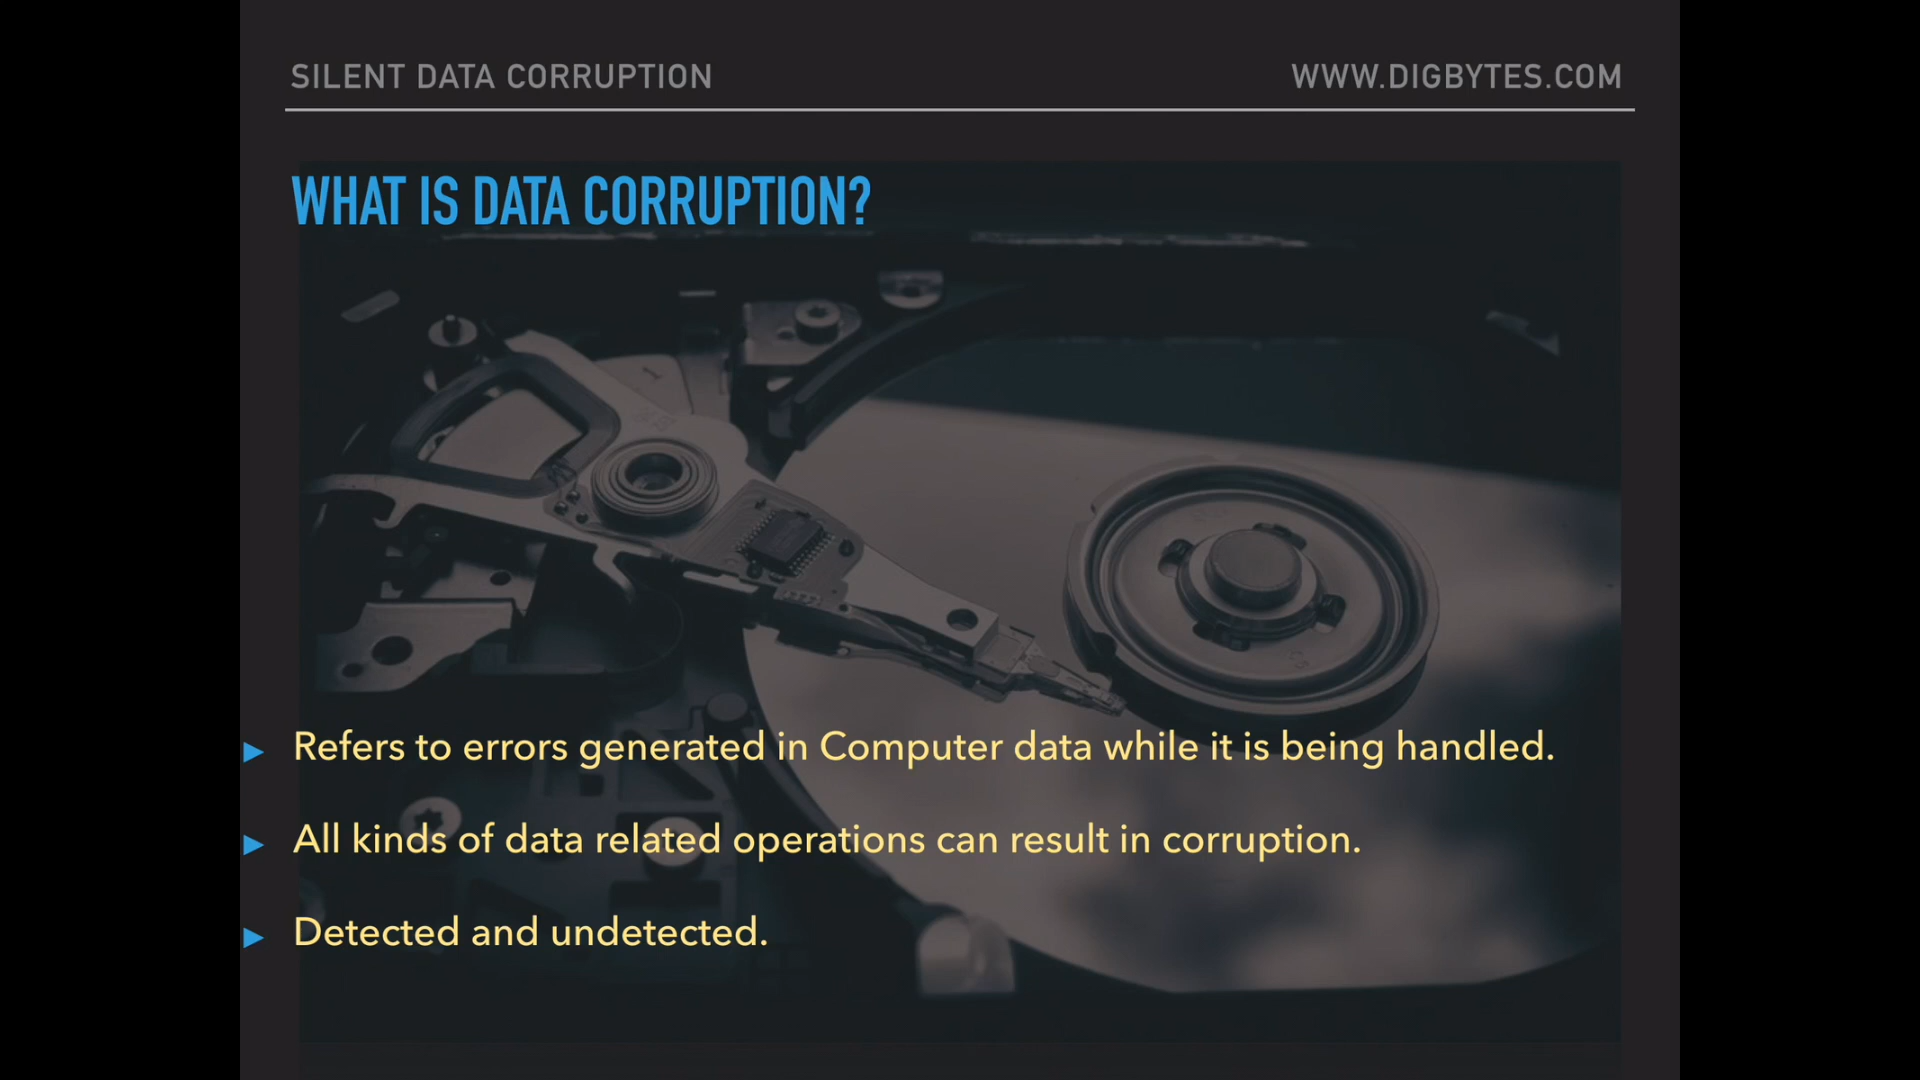 SILENT DATA CORRUPTION
WWW.DIGBYTES.COM
WHAT IS DATA CORRUPTION?
Refers to errors generated in Computer data while it is being handled.
All kinds of data related operations can result in corruption.
Detected and undetected.